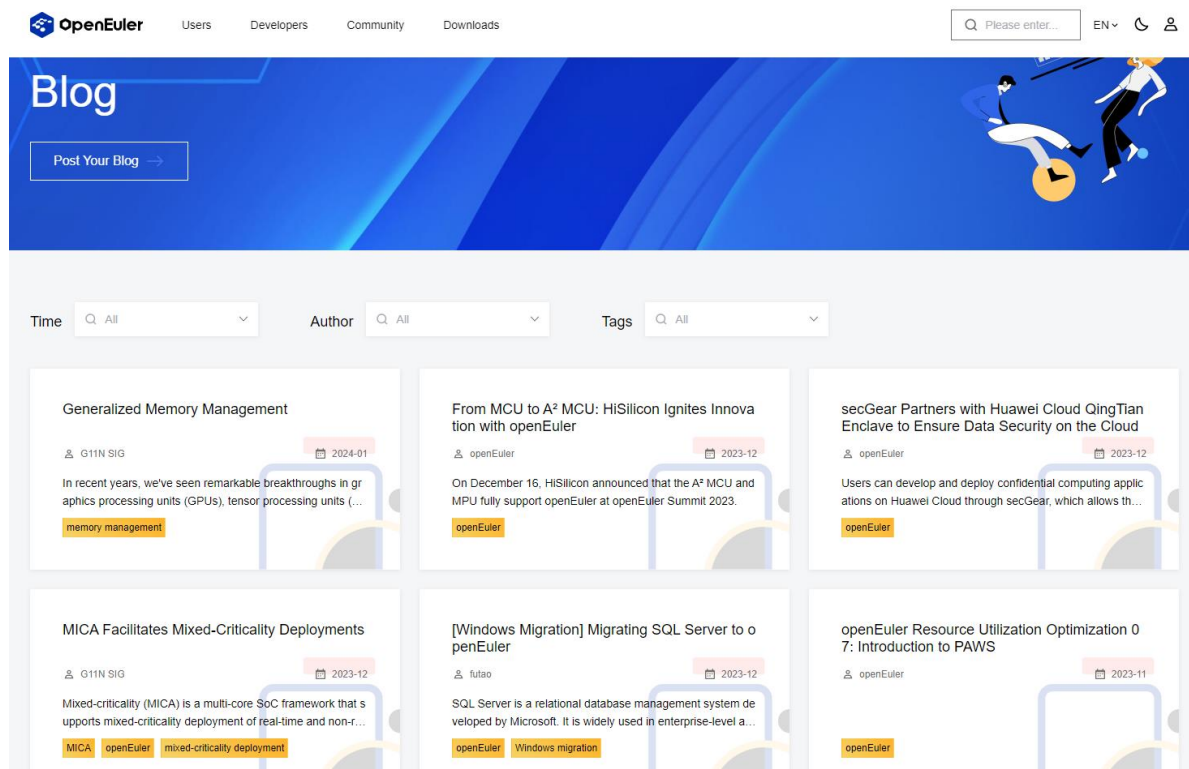 openEuler Users Developers Community Downloads Please enter... EN
Blog
Post Your Blog
Time All Author All Tags All
Generalized Memory Management
G11N SIG 2024-01
In recent years, we've seen remarkable breakthroughs in gr
aphics processing units (GPUs), tensor processing units (...
memory management
From MCU to A² MCU: HiSilicon Ignites Innova
tion with openEuler
openEuler 2023-12
On December 16, HiSilicon announced that the A² MCU and
MPU fully support openEuler at openEuler Summit 2023.
openEuler
secGear Partners with Huawei Cloud QingTian
Enclave to Ensure Data Security on the Cloud
openEuler 2023-12
Users can develop and deploy confidential computing applic
ations on Huawei Cloud through secGear, which allows th...
openEuler
MICA Facilitates Mixed-Criticality Deployments
G11N SIG 2023-12
Mixed-criticality (MICA) is a multi-core SoC framework that s
upports mixed-criticality deployment of real-time and non-r...
MICA openEuler mixed-criticality deployment
[Windows Migration] Migrating SQL Server to o
penEuler
futao 2023-12
SQL Server is a relational database management system de
veloped by Microsoft. It is widely used in enterprise-level a...
openEuler Windows migration
openEuler Resource Utilization Optimization 0
7: Introduction to PAWS
openEuler 2023-11
openEuler